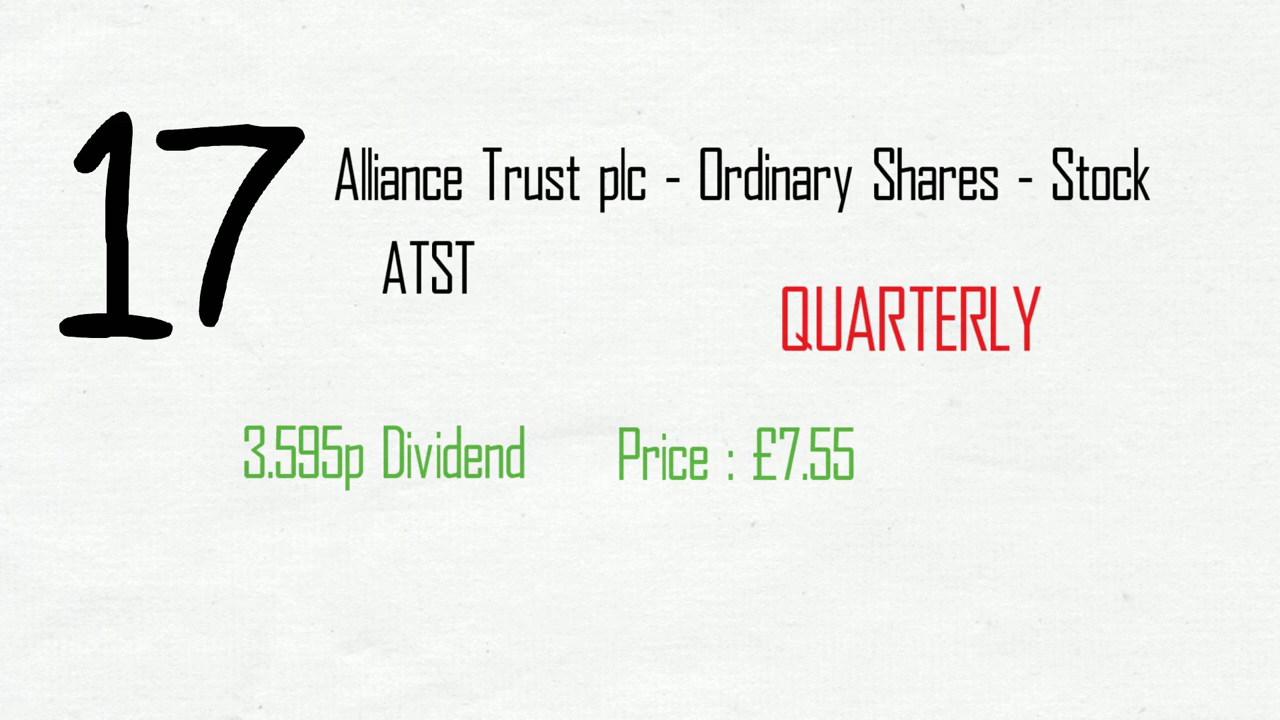 17
Alliance Trust plc - Ordinary Shares - Stock
ATST
QUARTERLY
3.595p Dividend
Price : £7.55